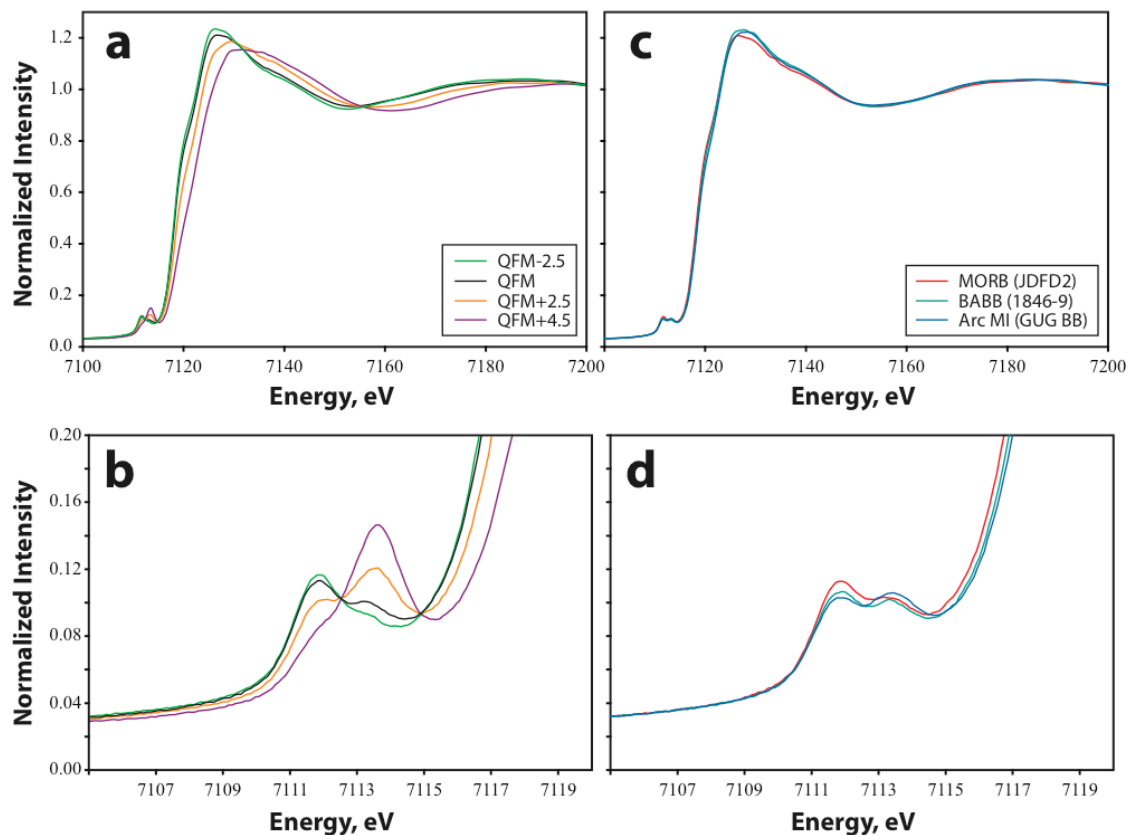 a
Normalized Intensity
1.2
1.0
0.8
0.6
0.4
0.2
0.0
QFM-2.5
QFM
QFM+2.5
QFM+4.5
7100 7120 7140 7160 7180 7200
Energy, eV
c
MORB (JDFD2)
BABB (1846-9)
Arc MI (GUG BB)
7120 7140 7160 7180 7200
Energy, eV
b
Normalized Intensity
0.20
0.16
0.12
0.08
0.04
0.00
7107 7109 7111 7113 7115 7117 7119
Energy, eV
d
7107 7109 7111 7113 7115 7117 7119
Energy, eV